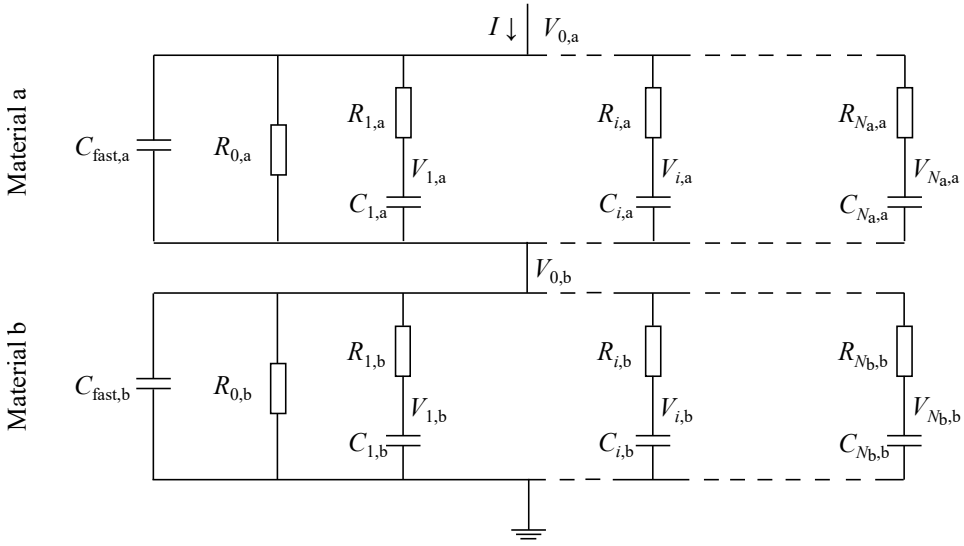 I ↓ V0,a
Material a
Cfast,a R0,a R1,a Ri,a RNa,a
V1,a Vi,a VNa,a
C1,a Ci,a CNa,a
V0,b
Material b
Cfast,b R0,b R1,b Ri,b RNb,b
V1,b Vi,b VNb,b
C1,b Ci,b CNb,b